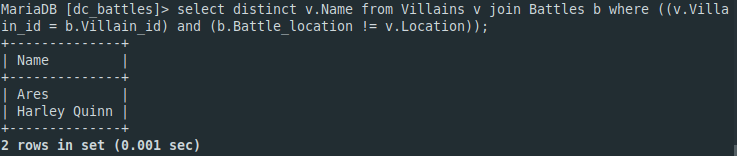 MariaDB [dc_battles]> select distinct v.Name from Villains v join Battles b where ((v.Villa
in_id = b.Villain_id) and (b.Battle_location != v.Location));
+--------------+
| Name         |
+--------------+
| Ares         |
| Harley Quinn |
+--------------+
2 rows in set (0.001 sec)